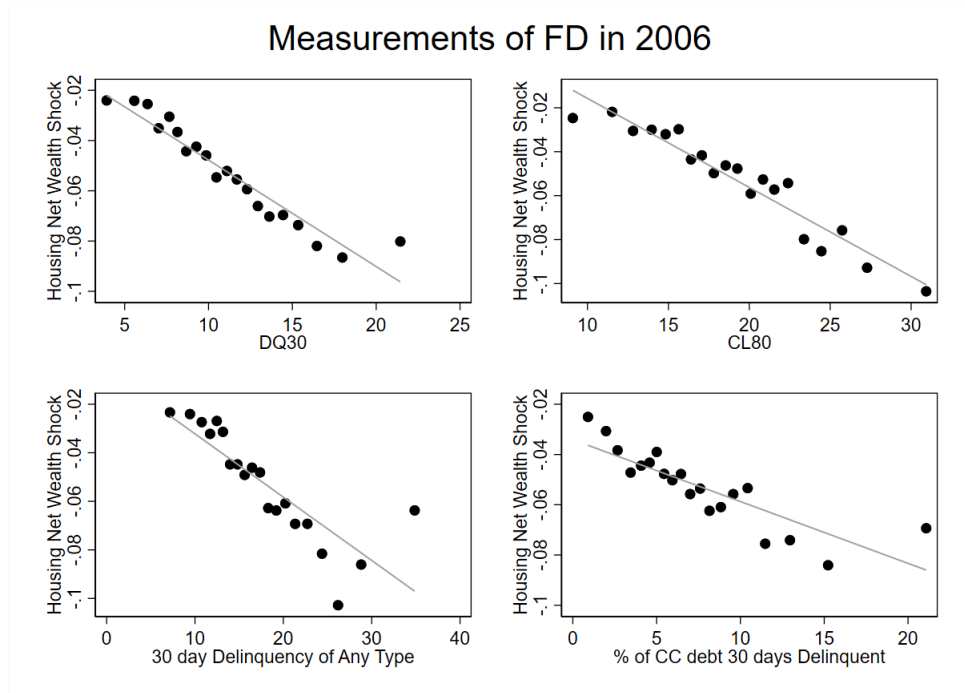 Measurements of FD in 2006
Housing Net Wealth Shock
-.02
-.04
-.06
-.08
-.1
5 10 15 20 25
DQ30
Housing Net Wealth Shock
-.02
-.04
-.06
-.08
-.1
10 15 20 25 30
CL80
Housing Net Wealth Shock
-.02
-.04
-.06
-.08
-.1
0 10 20 30 40
30 day Delinquency of Any Type
Housing Net Wealth Shock
-.02
-.04
-.06
-.08
-.1
0 5 10 15 20
% of CC debt 30 days Delinquent